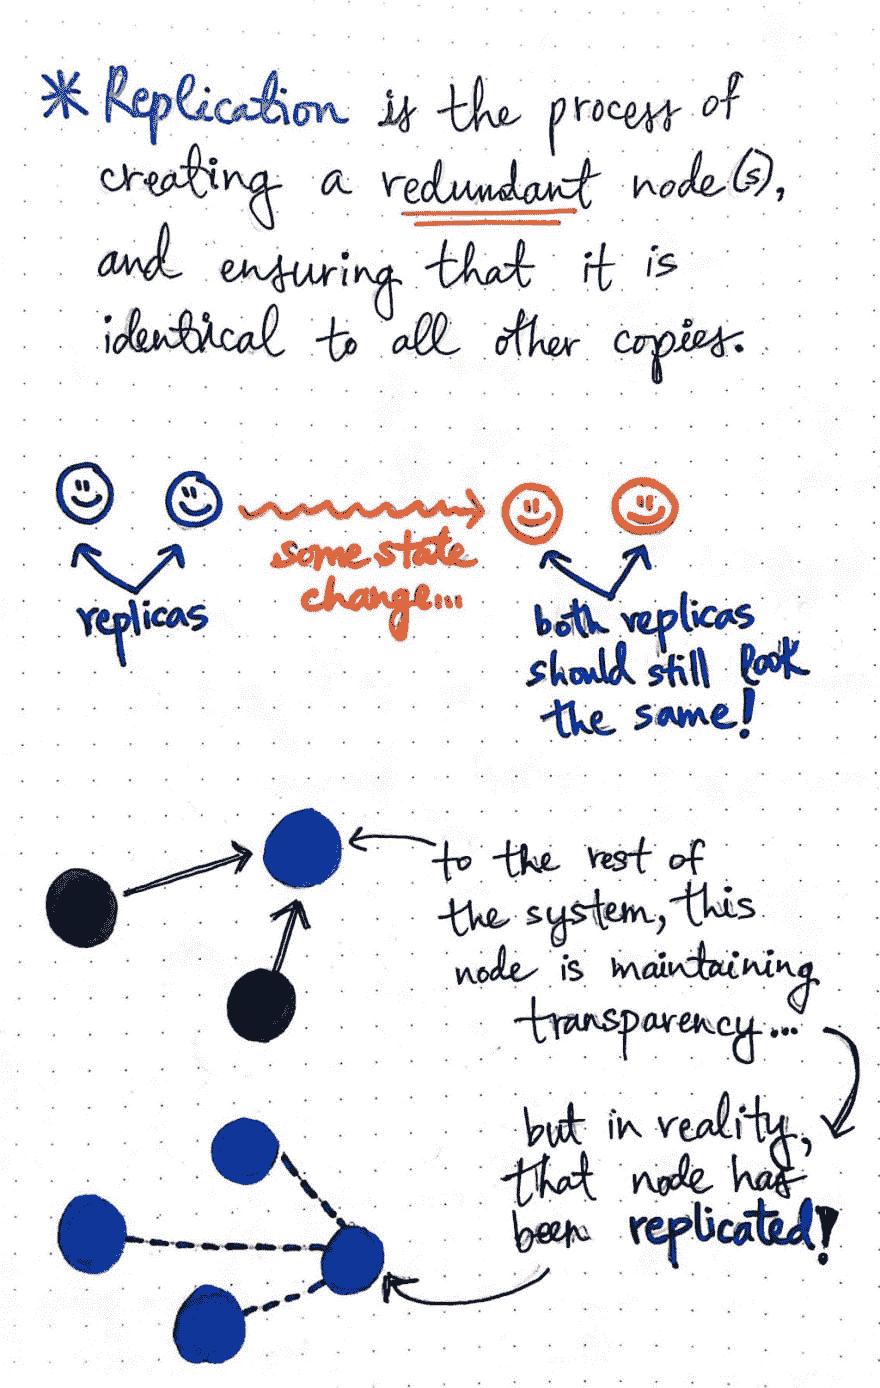 * Replication is the process of
creating a redundant node(s),
and ensuring that it is
identical to all other copies.
replicas
some state
change...
both replicas
should still look
the same!
to the rest of
the system, this
node is maintaining
transparency...
but in reality,
that node has
been replicated!